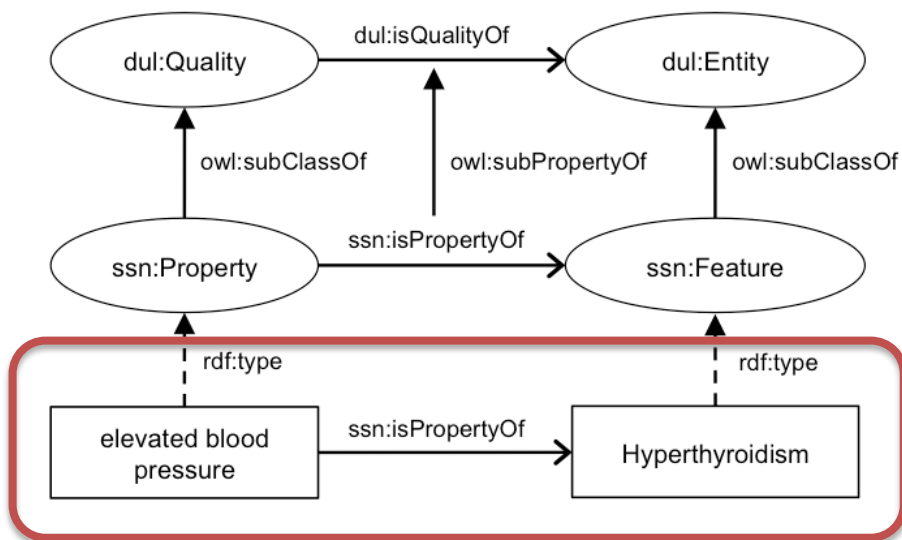 dul:isQualityOf
dul:Quality
dul:Entity
owl:subClassOf
owl:subPropertyOf
owl:subClassOf
ssn:isPropertyOf
ssn:Property
ssn:Feature
rdf:type
rdf:type
ssn:isPropertyOf
elevated blood
pressure
Hyperthyroidism